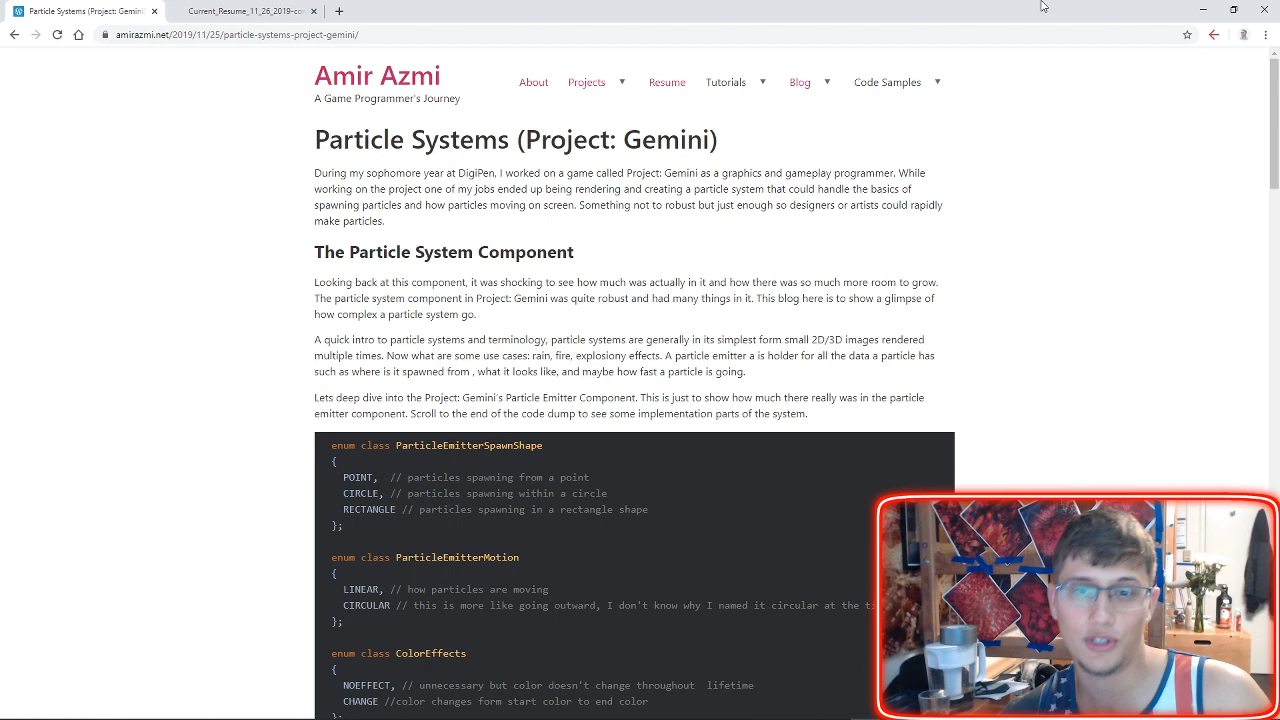 Particle Systems (Project: Gemini
Current_Resume_11_26_2019-con
amirazmi.net/2019/11/25/particle-systems-project-gemini/
Amir Azmi
A Game Programmer's Journey
About Projects Resume Tutorials Blog Code Samples
Particle Systems (Project: Gemini)
During my sophomore year at DigiPen, I worked on a game called Project: Gemini as a graphics and gameplay programmer. While
working on the project one of my jobs ended up being rendering and creating a particle system that could handle the basics of
spawning particles and how particles moving on screen. Something not to robust but just enough so designers or artists could rapidly
make particles.
The Particle System Component
Looking back at this component, it was shocking to see how much was actually in it and how there was so much more room to grow.
The particle system component in Project: Gemini was quite robust and had many things in it. This blog here is to show a glimpse of
how complex a particle system go.
A quick intro to particle systems and terminology, particle systems are generally in its simplest form small 2D/3D images rendered
multiple times. Now what are some use cases: rain, fire, explosiony effects. A particle emitter a is holder for all the data a particle has
such as where is it spawned from , what it looks like, and maybe how fast a particle is going.
Lets deep dive into the Project: Gemini's Particle Emitter Component. This is just to show how much there really was in the particle
emitter component. Scroll to the end of the code dump to see some implementation parts of the system.
enum class ParticleEmitterSpawnShape
{
POINT, // particles spawning from a point
CIRCLE, // particles spawning within a circle
RECTANGLE // particles spawning in a rectangle shape
};
enum class ParticleEmitterMotion
{
LINEAR, // how particles are moving
CIRCULAR // this is more like going outward, I don't know why I named it circular at the ti
};
enum class ColorEffects
{
NOEFFECT, // unnecessary but color doesn't change throughout lifetime
CHANGE //color changes form start color to end color
};